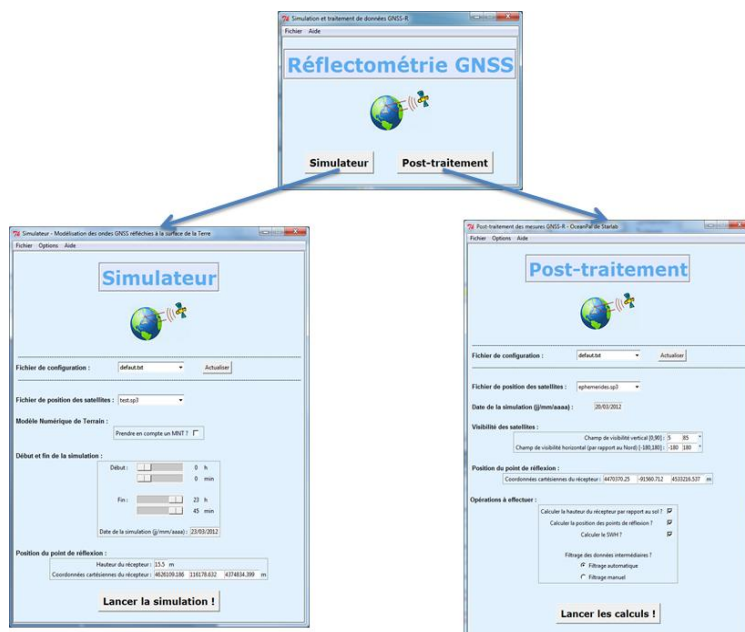 Simulation et traitement de données GNSS-R
Fichier Aide
Réflectométrie GNSS
Simulateur Post-traitement
Simulateur - Modélisation des ondes GNSS réfléchies à la surface de la Terre
Fichier Options Aide
Simulateur
Fichier de configuration : defaut.txt Actualiser
Fichier de position des satellites : test.sp3
Modèle Numérique de Terrain :
Prendre en compte un MNT ?
Début et fin de la simulation :
Début : 0 h
0 min
Fin : 23 h
45 min
Date de la simulation (jj/mm/aaaa) : 23/03/2012
Position du point de réflexion :
Hauteur du récepteur : 15.5 m
Coordonnées cartésiennes du récepteur : 4626109.186 116178.632 4374834.399 m
Lancer la simulation !
Post-traitement des mesures GNSS-R - OceanPal de Starlab
Fichier Options Aide
Post-traitement
Fichier de configuration : defaut.txt Actualiser
Fichier de position des satellites : ephemerides.sp3
Date de la simulation (jj/mm/aaaa) : 20/03/2012
Visibilité des satellites :
Champ de visibilité vertical [0,90] : 5 85 °
Champ de visibilité horizontal (par rapport au Nord) [-180,180] : -180 180 °
Position du point de réflexion :
Coordonnées cartésiennes du récepteur : 4470370.25 -91560.712 4533216.537 m
Opérations à effectuer :
Calculer la hauteur du récepteur par rapport au sol ?
Calculer la position des points de réflexion ?
Calculer le SWH ?
Filtrage des données intermédiaires ?
Filtrage automatique
Filtrage manuel
Lancer les calculs !